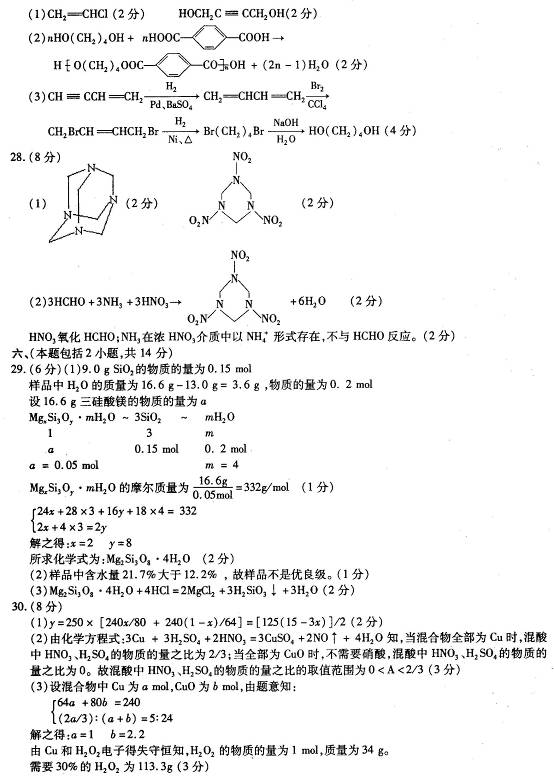 (1)CH₂=CHCl (2分) HOH₂C C≡CCH₂OH(2分)
(2)nHO(CH₂)₄OH + nHOOC- -COOH→
H[O(CH₂)₄OOC- -CO]ₙOH + (2n-1)H₂O (2分)
(3)CH≡CCH=CH₂ —H₂/Pd、BaSO₄→ CH₂=CHCH=CH₂ —Br₂/CCl₄→
CH₂BrCH=CHCH₂Br —H₂/Ni、△→ Br(CH₂)₄Br —NaOH/H₂O→ HO(CH₂)₄OH (4分)
28.(8分)
(1) N N N N (2分) NO₂ N N N O₂N NO₂ (2分)
(2)3HCHO+3NH₃+3HNO₃→ NO₂ N N N O₂N NO₂ +6H₂O (2分)
HNO₃氧化HCHO;NH₃在浓HNO₃介质中以NH₄⁺形式存在,不与HCHO反应。(2分)
六、(本题包括2小题,共14分)
29.(6分)(1)9.0 g SiO₂的物质的量为0.15 mol
样品中H₂O的质量为16.6 g-13.0 g=3.6 g,物质的量为0.2 mol
设16.6 g三硅酸镁的物质的量为a
MgₓSi₃Oᵧ·mH₂O ~ 3SiO₂ ~ mH₂O
1 3 m
a 0.15 mol 0.2 mol
a = 0.05 mol m = 4
MgₓSi₃Oᵧ·mH₂O的摩尔质量为16.6g/0.05mol=332g/mol (1分)
{24x+28×3+16y+18×4=332
2x+4×3=2y
解之得:x=2 y=8
所求化学式为:Mg₂Si₃O₈·4H₂O (2分)
(2)样品中含水量21.7%大于12.2%,故样品不是优良级。(1分)
(3)Mg₂Si₃O₈·4H₂O+4HCl=2MgCl₂+3H₂SiO₃↓+3H₂O (2分)
30.(8分)
(1)y=250×[240x/80 + 240(1-x)/64]=[125(15-3x)]/2 (2分)
(2)由化学方程式:3Cu + 3H₂SO₄+2HNO₃=3CuSO₄+2NO↑+ 4H₂O知,当混合物全部为Cu时,混酸
中HNO₃、H₂SO₄的物质的量之比为2/3;当全部为CuO时,不需要硝酸,混酸中HNO₃、H₂SO₄的物质的
量之比为0。故混酸中HNO₃、H₂SO₄的物质的量之比的取值范围为0<A<2/3 (3分)
(3)设混合物中Cu为a mol,CuO为b mol,由题意知:
{64a+80b=240
(2a/3):(a+b)=5:24
解之得:a=1 b=2.2
由Cu和H₂O₂电子得失守恒知,H₂O₂的物质的量为1 mol,质量为34 g。
需要30%的H₂O₂为113.3g (3分)